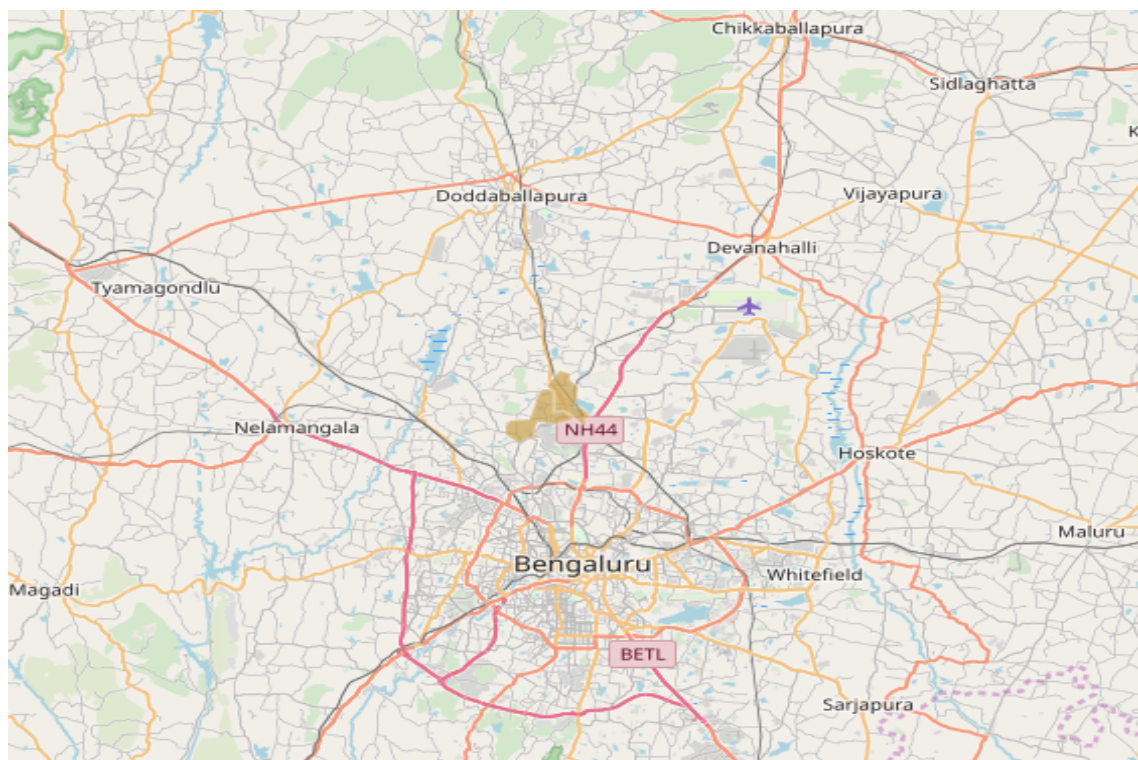 Chikkaballapura
Sidlaghatta
K
Doddaballapura
Vijayapura
Devanahalli
Tyamagondlu
Nelamangala
NH44
Hoskote
Maluru
Bengaluru
Whitefield
Magadi
BETL
Sarjapura